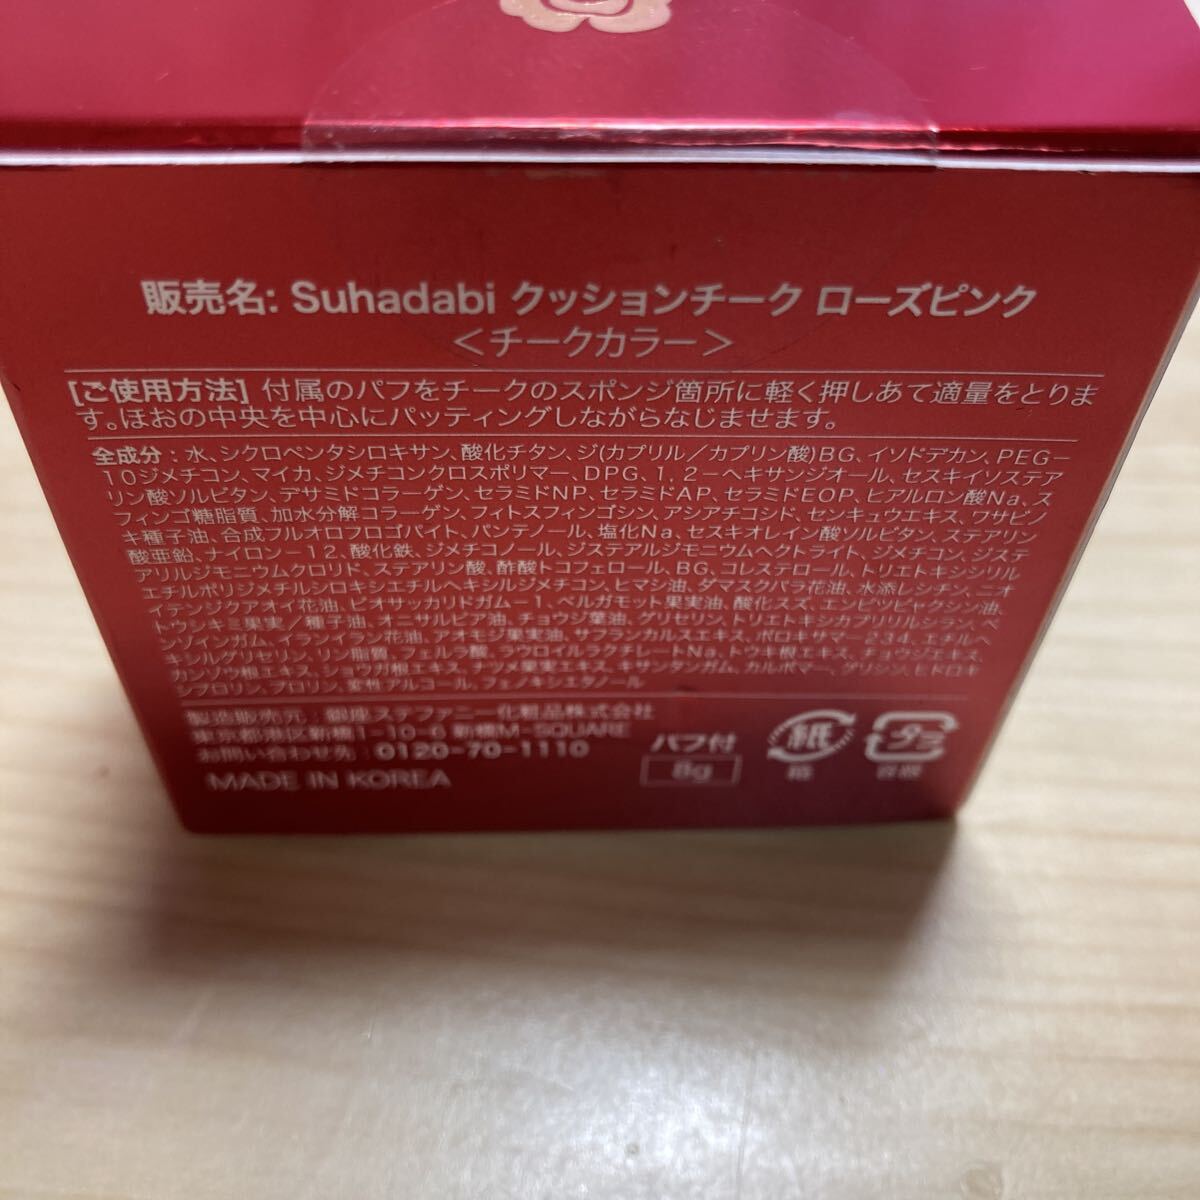 販売名: Suhadabi クッションチーク ローズピンク
＜チークカラー＞
[ご使用方法] 付属のパフをチークのスポンジ箇所に軽く押しあて適量をとりま
す。ほおの中央を中心にパッティングしながらなじませます。
全成分：水、シクロペンタシロキサン、酸化チタン、ジ(カプリル／カプリン酸)BG、イソドデカン、PEG-
10ジメチコン、マイカ、ジメチコンクロスポリマー、DPG、1,2-ヘキサンジオール、セスキイソステア
リン酸ソルビタン、デサミドコラーゲン、セラミドNP、セラミドAP、セラミドEOP、ヒアルロン酸Na、ス
フィンゴ糖脂質、加水分解コラーゲン、フィトスフィンゴシン、アシアチコシド、センキュウエキス、ワサビノ
キ種子油、合成フルオロフロゴパイト、パンテノール、塩化Na、セスキオレイン酸ソルビタン、ステアリン
酸亜鉛、ナイロン-12、酸化鉄、ジメチコノール、ジステアルジモニウムヘクトライト、ジメチコン、ジステ
アリルジモニウムクロリド、ステアリン酸、酢酸トコフェロール、BG、コレステロール、トリエトキシシリル
エチルポリジメチルシロキシエチルヘキシルジメチコン、ヒマシ油、ダマスクバラ花油、水添レシチン、ニオ
イテンジクアオイ花油、ビオサッカリドガム-1、ベルガモット果実油、酸化スズ、エンピツビャクシン油、
トウシキミ果実／種子油、オニサルビア油、チョウジ葉油、グリセリン、トリエトキシカプリリルシラン、ベ
ンゾインガム、イランイラン花油、アオモジ果実油、サフランカルスエキス、ポロキサマー234、エチルヘ
キシルグリセリン、リン脂質、フェルラ酸、ラウロイルラクチレートNa、トウキ根エキス、チョウジエキス、
カンゾウ根エキス、ショウガ根エキス、ナツメ果実エキス、キサンタンガム、カルボマー、グリシン、ヒドロキ
シプロリン、プロリン、変性アルコール、フェノキシエタノール
製造販売元：銀座ステファニー化粧品株式会社
東京都港区新橋1-10-6 新橋M-SQUARE
お問い合わせ先：0120-70-1110
MADE IN KOREA
パフ付
8g
紙
箱
プラ
容器